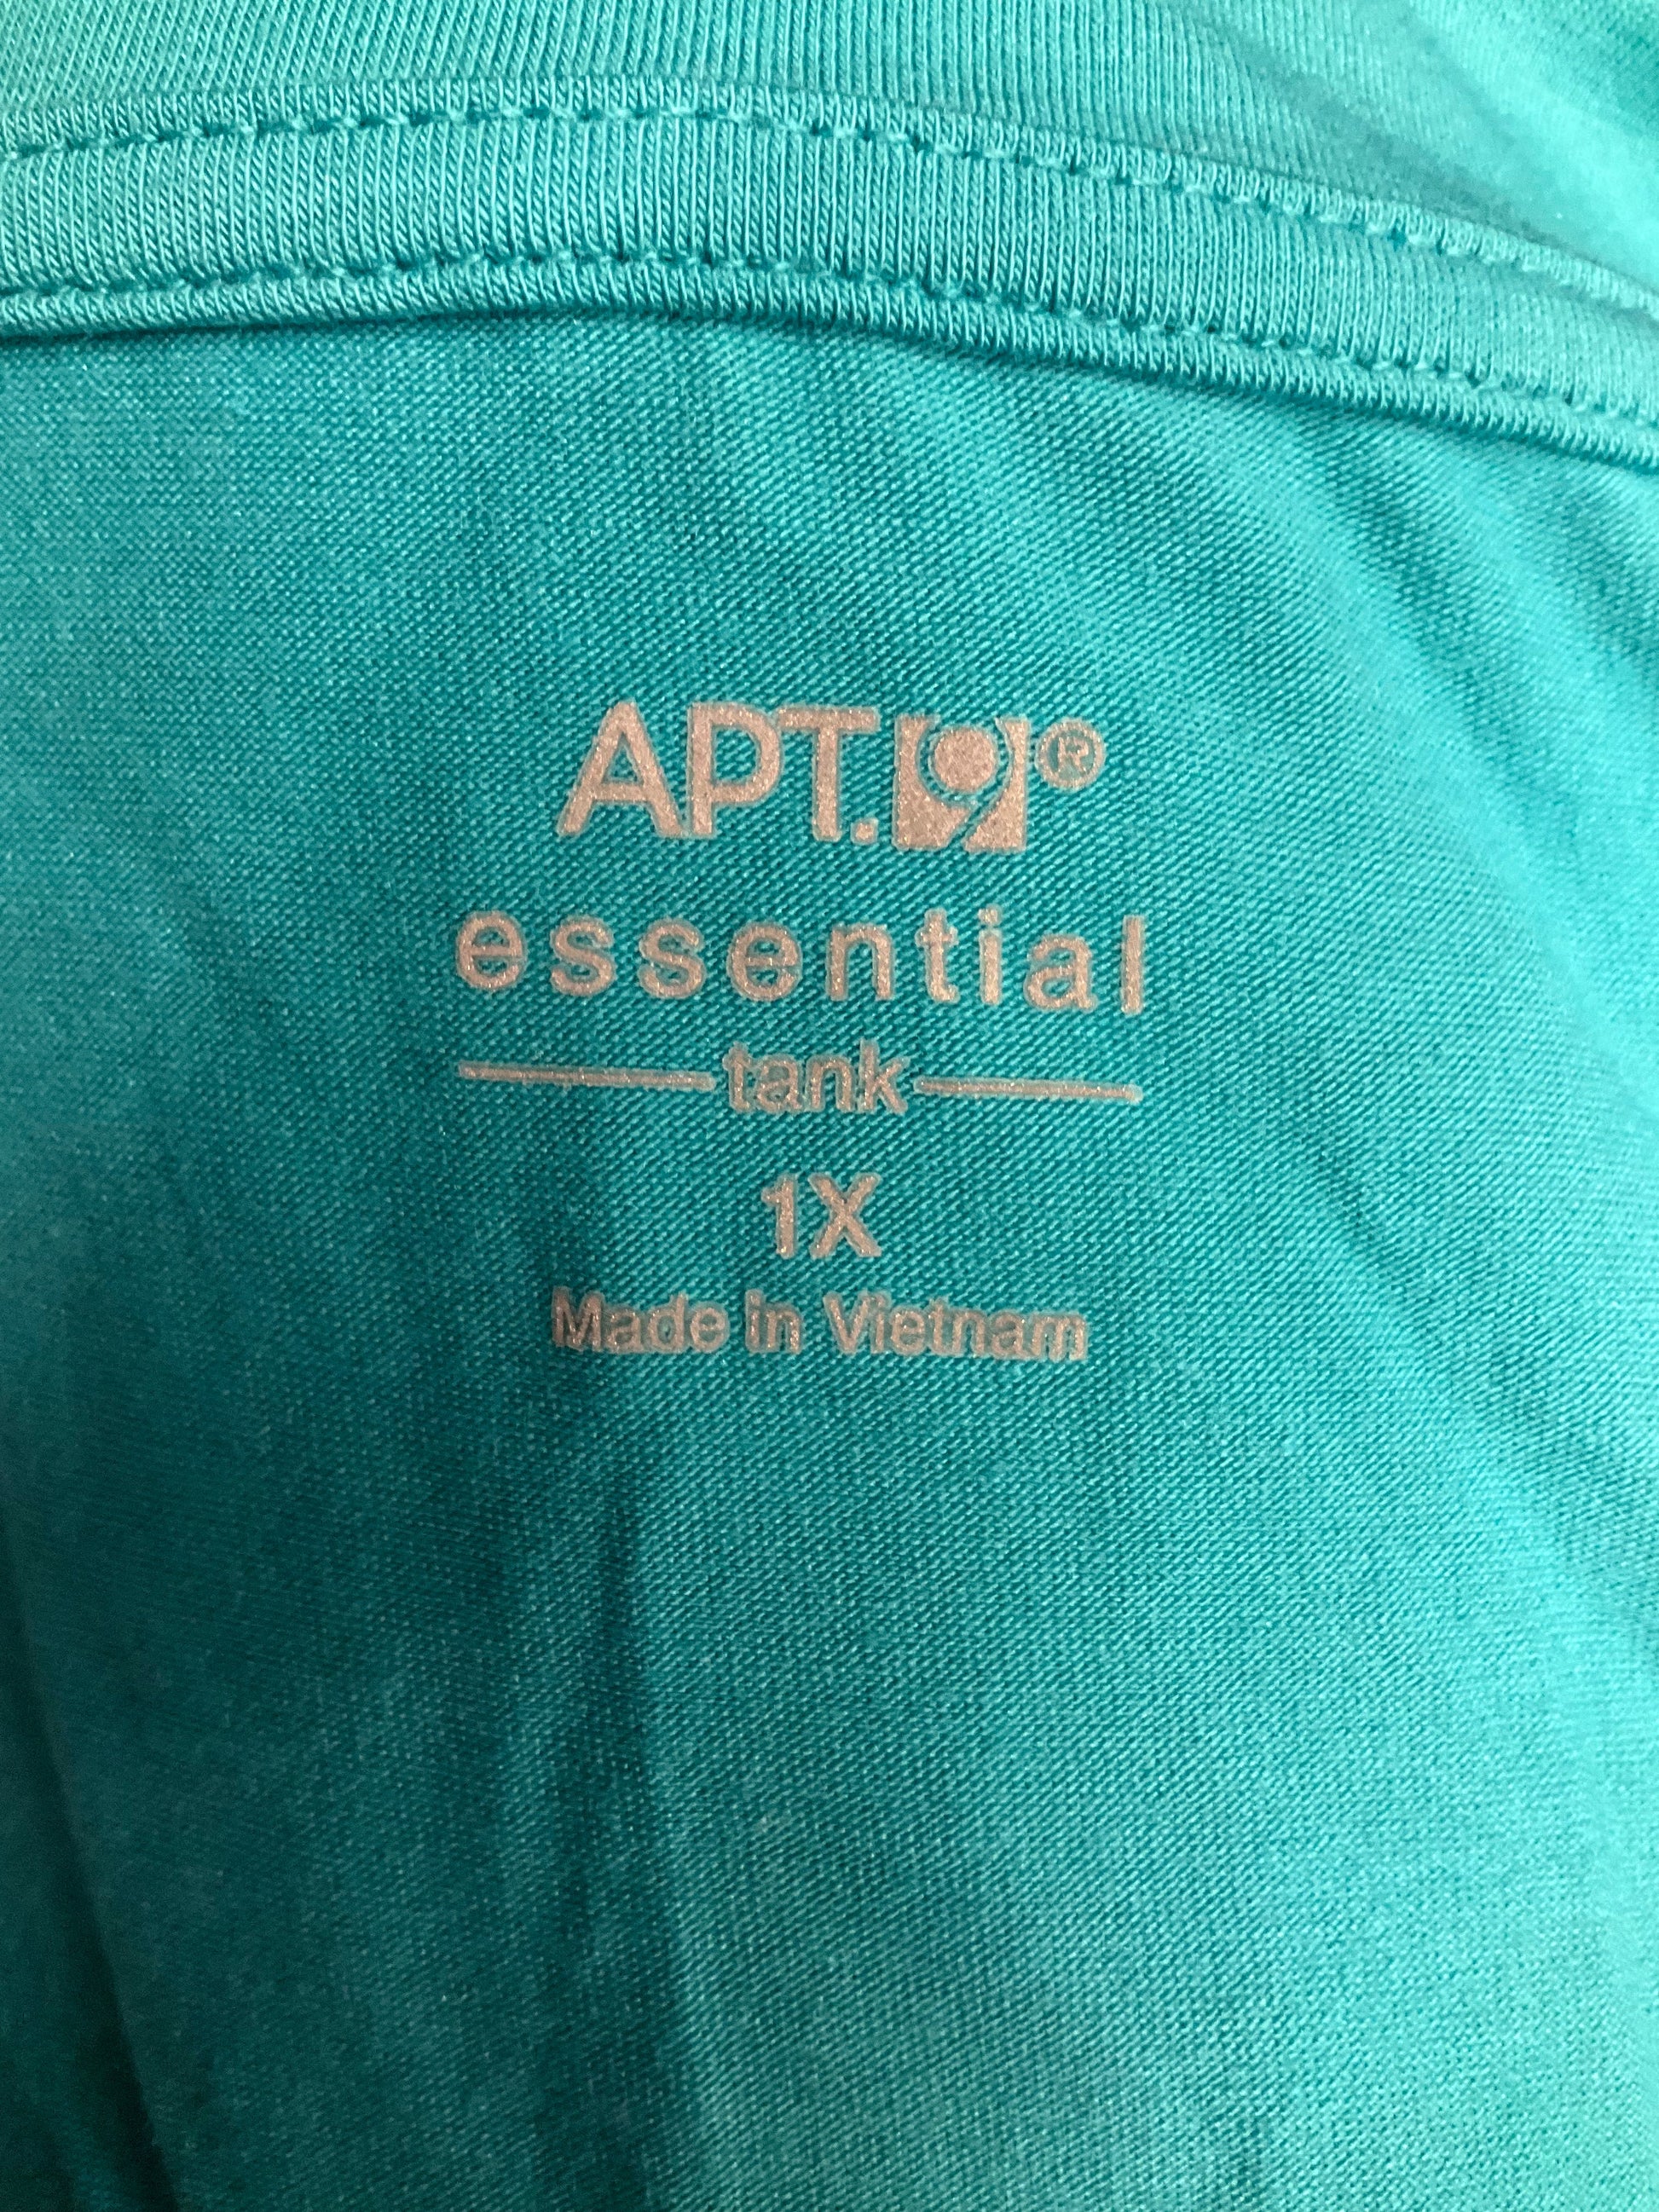 APT.9®
essential
tank
1X
Made in Vietnam